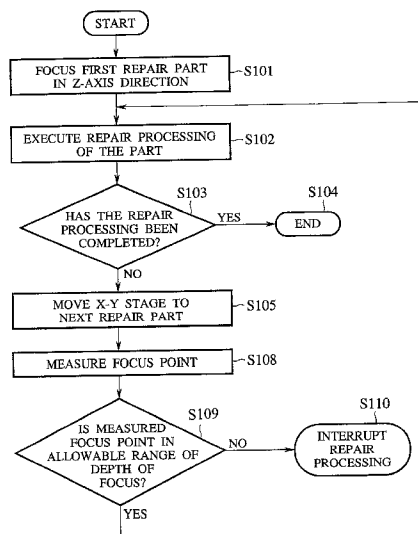 START
FOCUS FIRST REPAIR PART
IN Z-AXIS DIRECTION
S101
EXECUTE REPAIR PROCESSING
OF THE PART
S102
HAS THE REPAIR
PROCESSING BEEN
COMPLETED?
S103
YES
S104
END
NO
MOVE X-Y STAGE TO
NEXT REPAIR PART
S105
MEASURE FOCUS POINT
S108
IS MEASURED
FOCUS POINT IN
ALLOWABLE RANGE OF
DEPTH OF
FOCUS?
S109
NO
S110
INTERRUPT
REPAIR
PROCESSING
YES